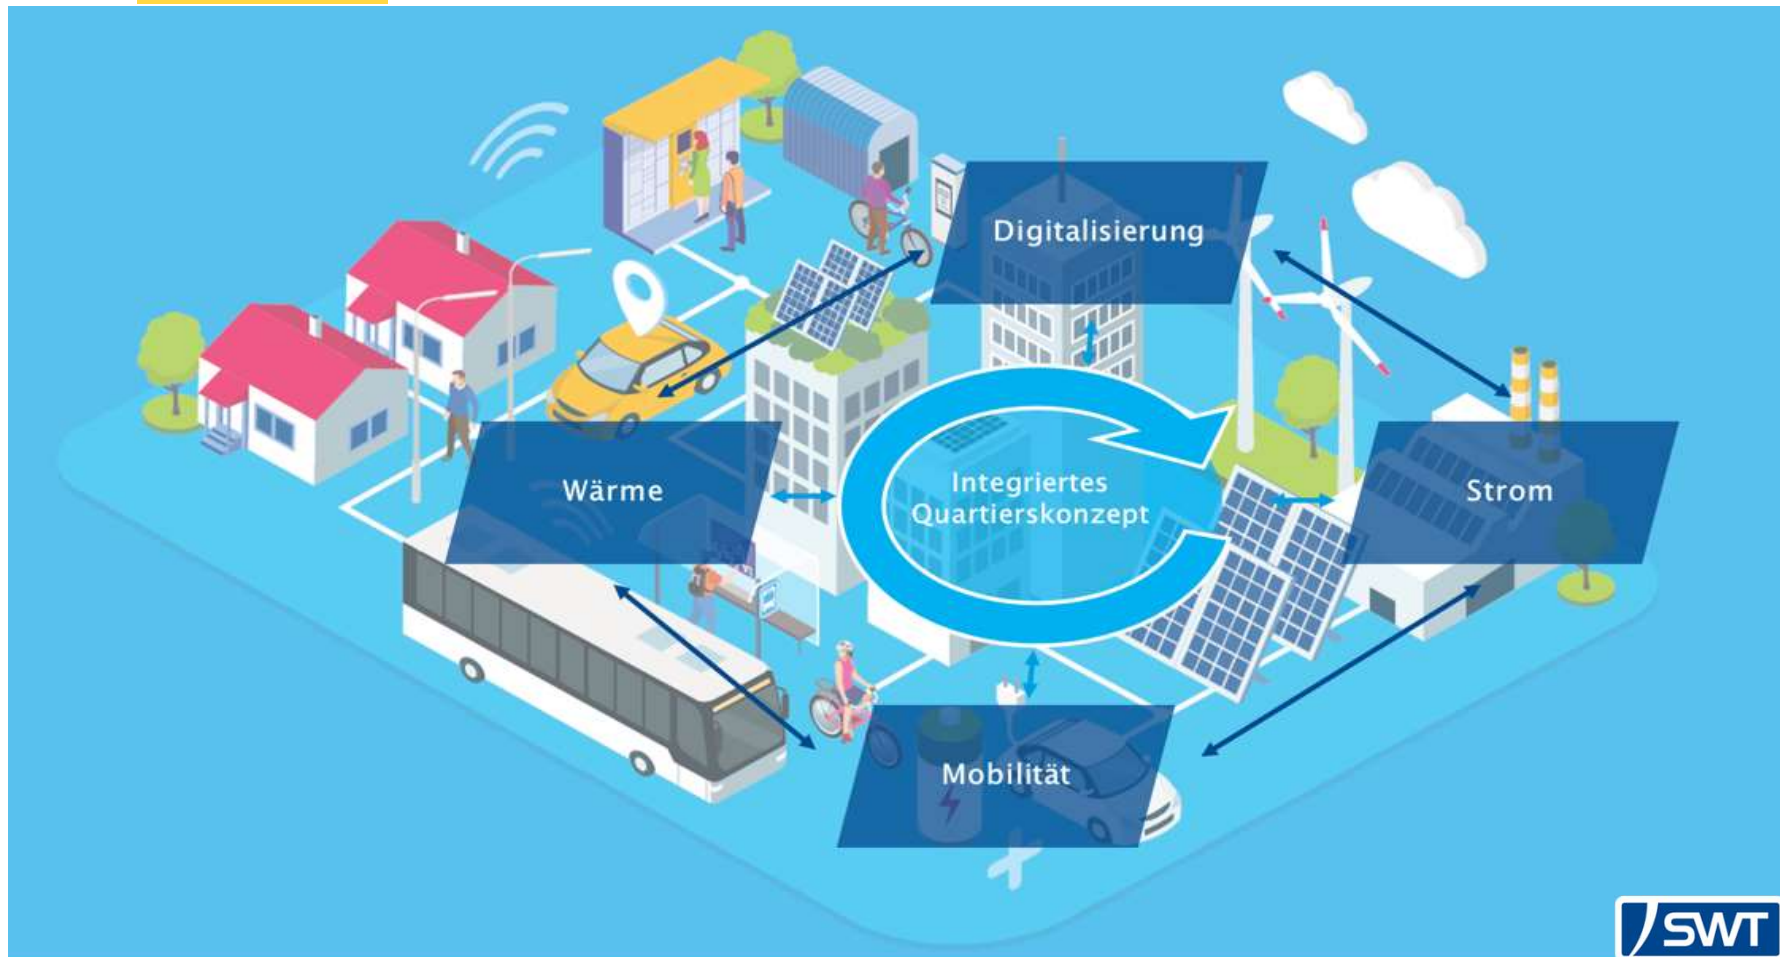 Digitalisierung
Wärme
Integriertes
Quartierskonzept
Strom
Mobilität
SWT